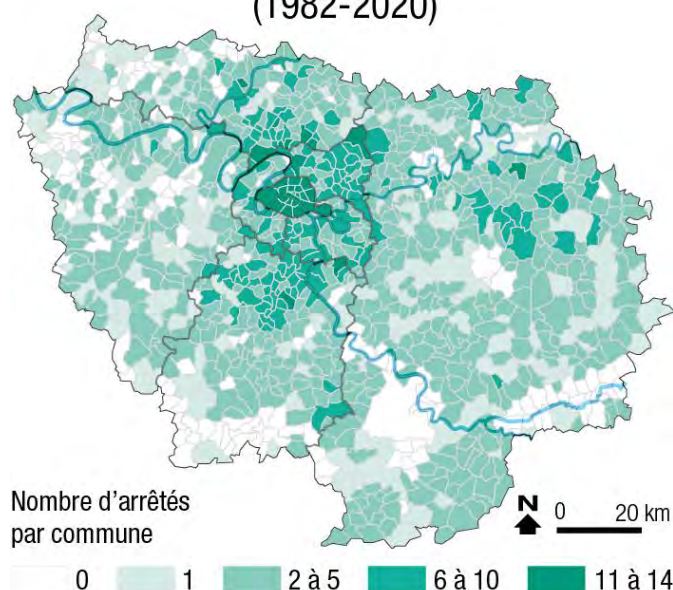 (1982-2020)
Nombre d'arrêtés
par commune
N 0 20 km
0 1 2 à 5 6 à 10 11 à 14